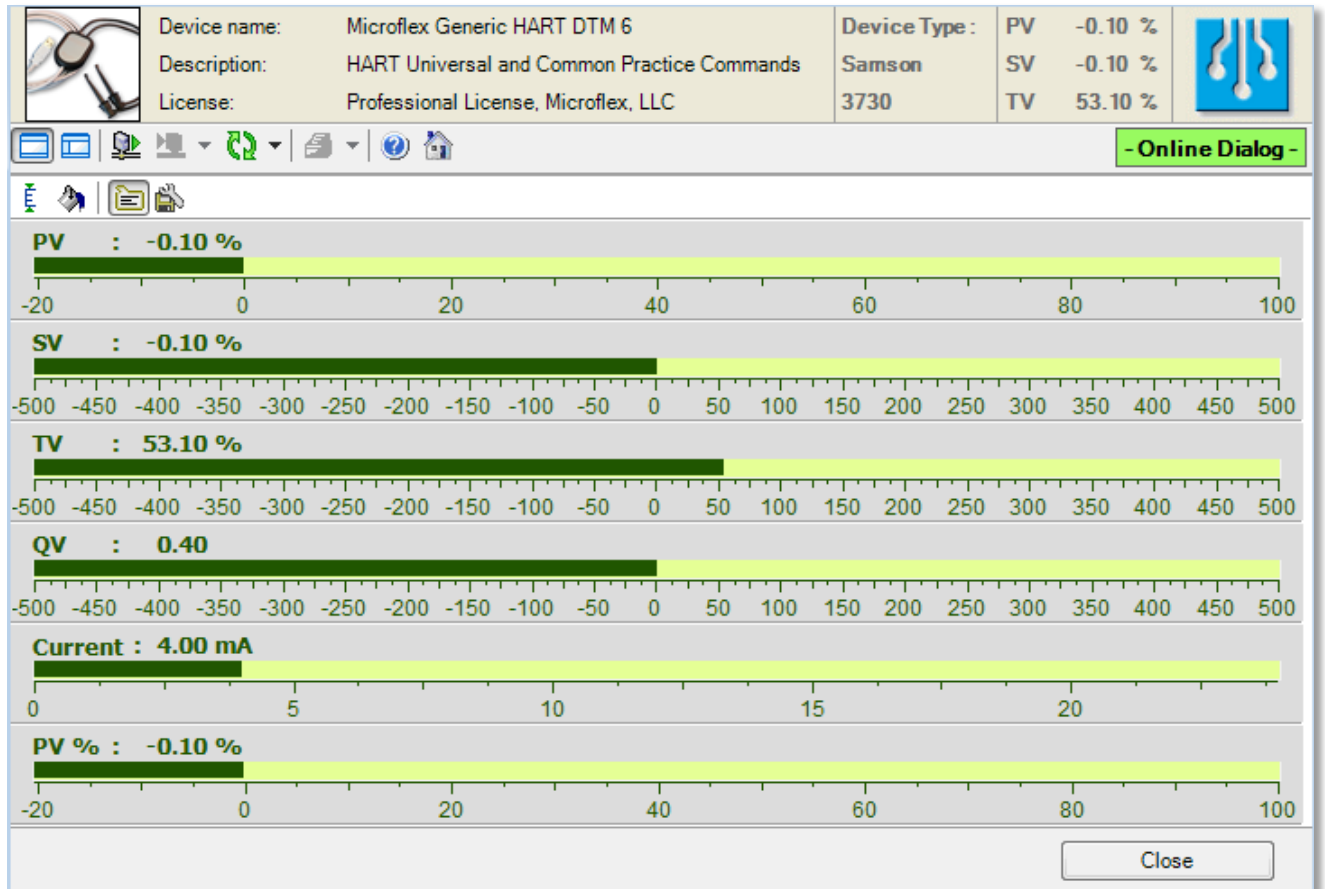 Device name: Microflex Generic HART DTM 6 Device Type : PV -0.10 %
Description: HART Universal and Common Practice Commands Samson SV -0.10 %
License: Professional License, Microflex, LLC 3730 TV 53.10 %
- Online Dialog -
PV : -0.10 %
-20 0 20 40 60 80 100
SV : -0.10 %
-500 -450 -400 -350 -300 -250 -200 -150 -100 -50 0 50 100 150 200 250 300 350 400 450 500
TV : 53.10 %
-500 -450 -400 -350 -300 -250 -200 -150 -100 -50 0 50 100 150 200 250 300 350 400 450 500
QV : 0.40
-500 -450 -400 -350 -300 -250 -200 -150 -100 -50 0 50 100 150 200 250 300 350 400 450 500
Current : 4.00 mA
0 5 10 15 20
PV % : -0.10 %
-20 0 20 40 60 80 100
Close